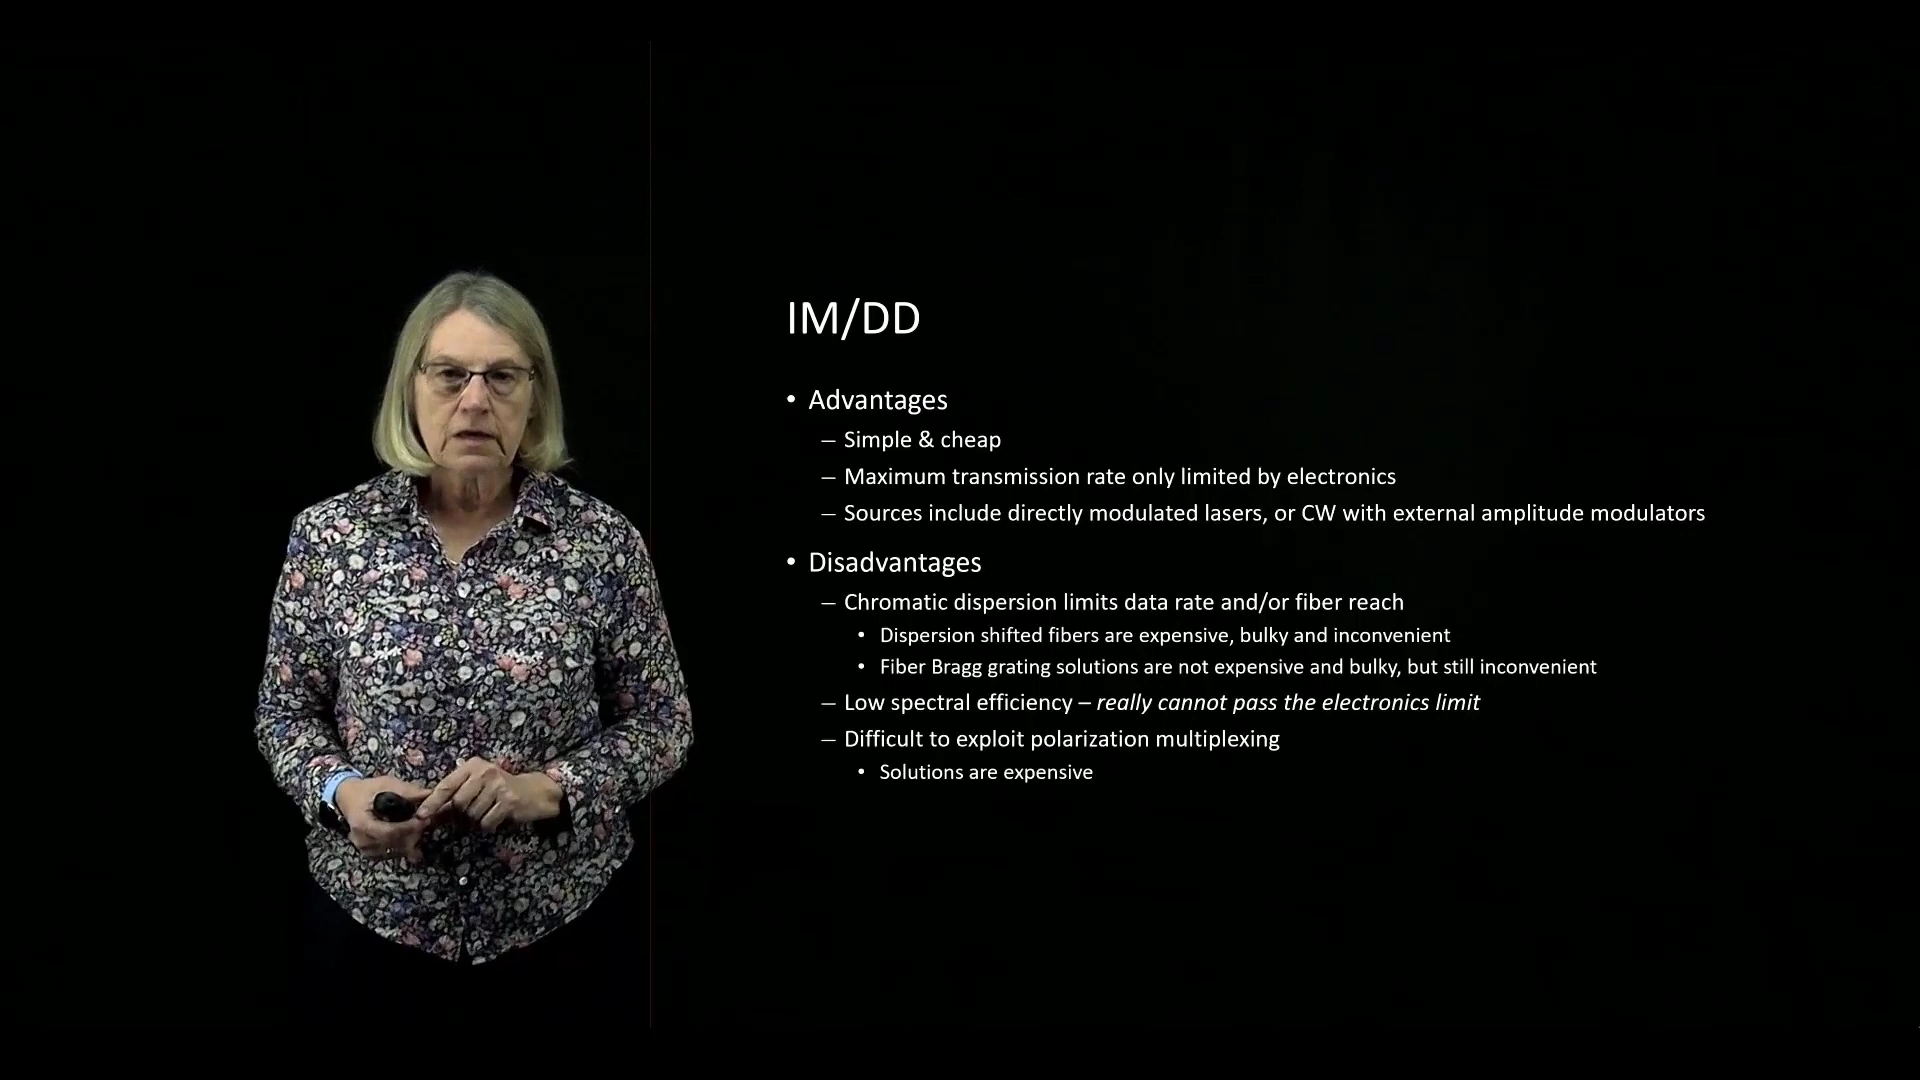 IM/DD
• Advantages
– Simple & cheap
– Maximum transmission rate only limited by electronics
– Sources include directly modulated lasers, or CW with external amplitude modulators
• Disadvantages
– Chromatic dispersion limits data rate and/or fiber reach
• Dispersion shifted fibers are expensive, bulky and inconvenient
• Fiber Bragg grating solutions are not expensive and bulky, but still inconvenient
– Low spectral efficiency – really cannot pass the electronics limit
– Difficult to exploit polarization multiplexing
• Solutions are expensive